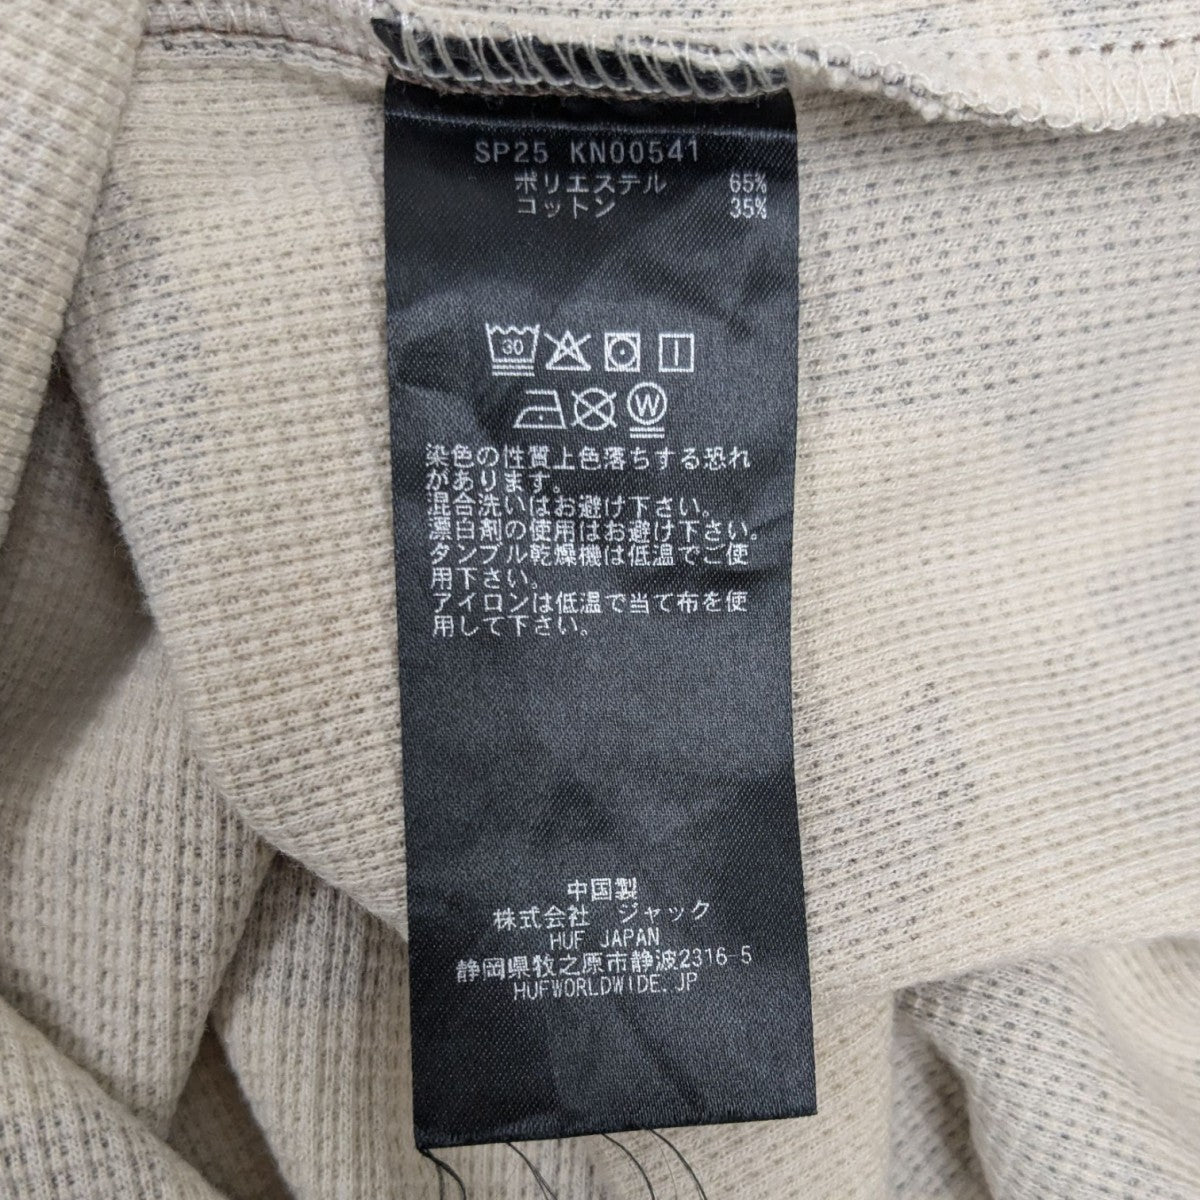 SP25 KN00541
ポリエステル 65%
コットン 35%
30
W
染色の性質上色落ちする恐れ
があります。
混合洗いはお避け下さい。
漂白剤の使用はお避け下さい。
タンブル乾燥機は低温でご使
用下さい。
アイロンは低温で当て布を使
用して下さい。
中国製
株式会社 ジャック
HUF JAPAN
静岡県牧之原市静波2316-5
HUFWORLDWIDE.JP